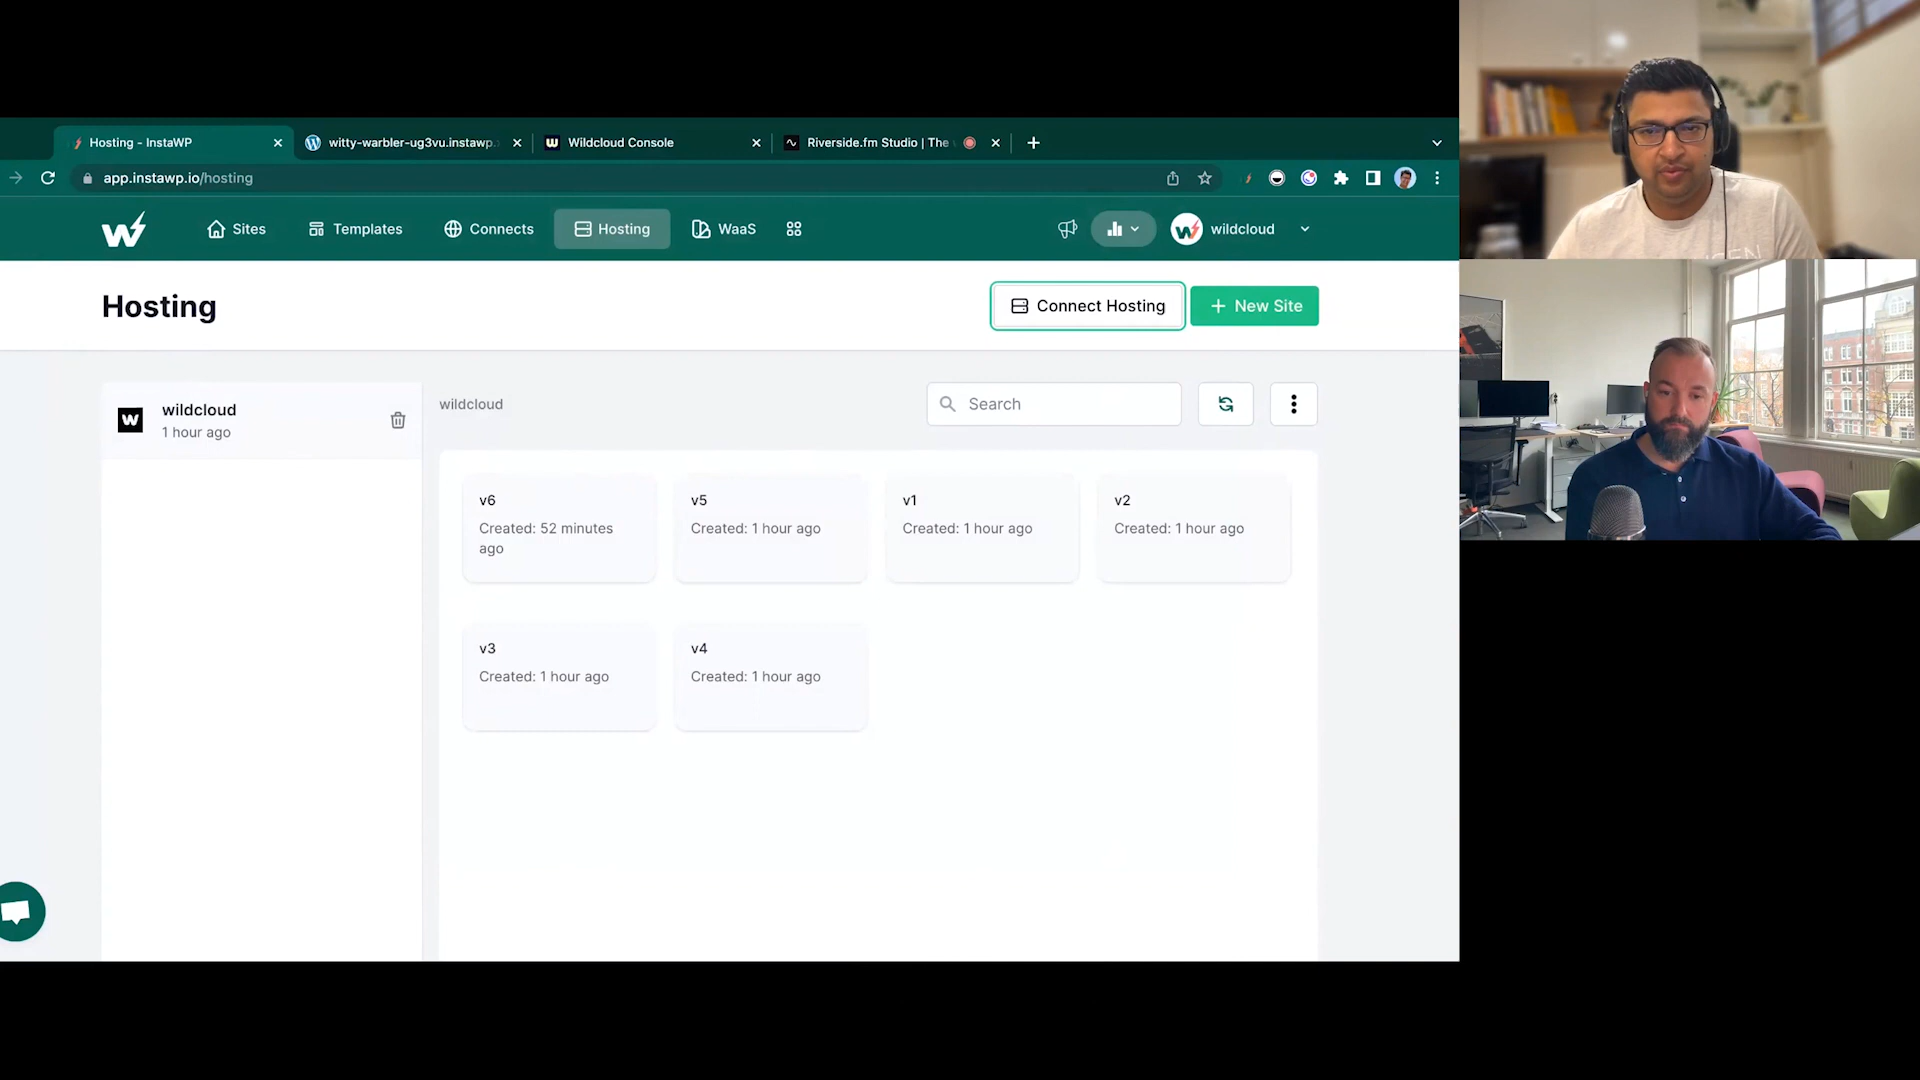 Hosting - InstaWP
witty-warbler-ug3vu.instawp.
Wildcloud Console
Riverside.fm Studio | The
app.instawp.io/hosting
Sites
Templates
Connects
Hosting
WaaS
wildcloud
Hosting
Connect Hosting
+ New Site
wildcloud
1 hour ago
wildcloud
Search
v6
Created: 52 minutes
ago
v5
Created: 1 hour ago
v1
Created: 1 hour ago
v2
Created: 1 hour ago
v3
Created: 1 hour ago
v4
Created: 1 hour ago